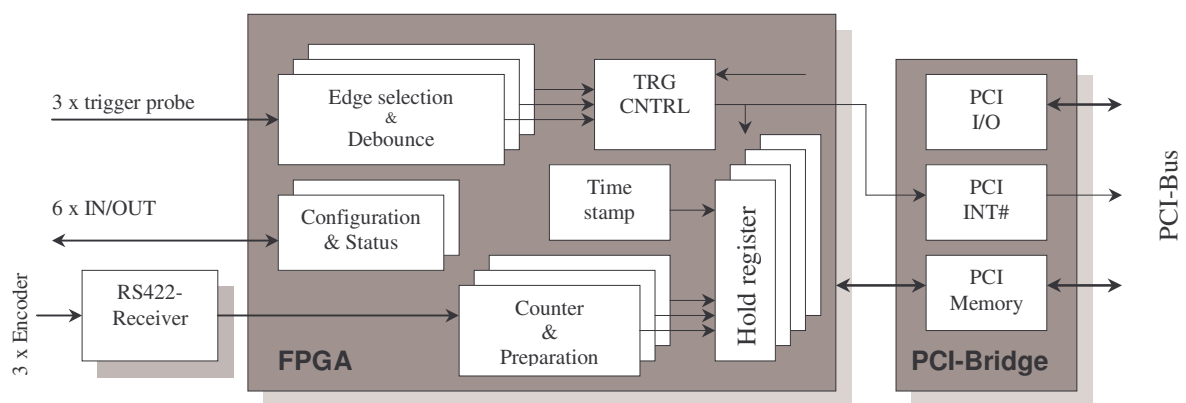 3 x trigger probe
Edge selection
&
Debounce
TRG
CNTRL
PCI
I/O
6 x IN/OUT
Configuration
& Status
Time
stamp
Hold register
PCI
INT#
PCI-Bus
3 x Encoder
RS422-
Receiver
Counter
&
Preparation
PCI
Memory
FPGA
PCI-Bridge